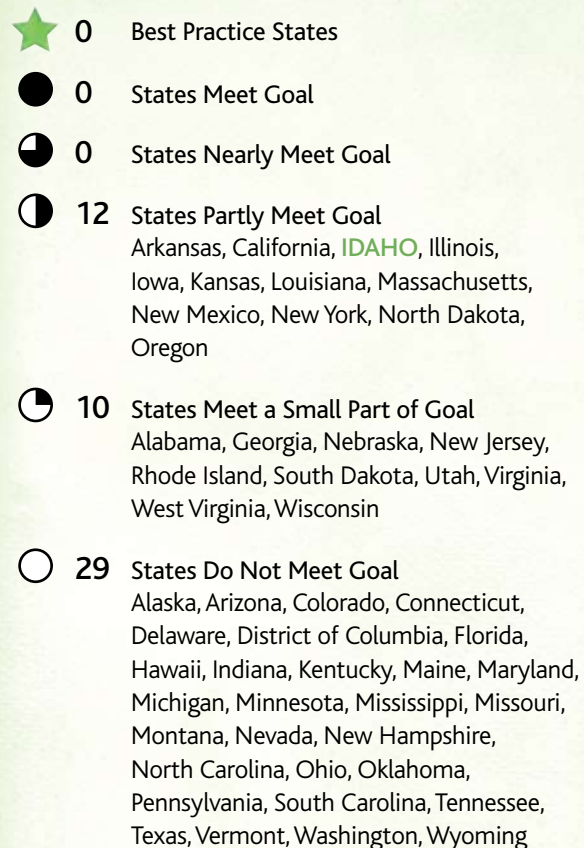 0 Best Practice States
0 States Meet Goal
0 States Nearly Meet Goal
12 States Partly Meet Goal
Arkansas, California, IDAHO, Illinois,
Iowa, Kansas, Louisiana, Massachusetts,
New Mexico, New York, North Dakota,
Oregon
10 States Meet a Small Part of Goal
Alabama, Georgia, Nebraska, New Jersey,
Rhode Island, South Dakota, Utah, Virginia,
West Virginia, Wisconsin
29 States Do Not Meet Goal
Alaska, Arizona, Colorado, Connecticut,
Delaware, District of Columbia, Florida,
Hawaii, Indiana, Kentucky, Maine, Maryland,
Michigan, Minnesota, Mississippi, Missouri,
Montana, Nevada, New Hampshire,
North Carolina, Ohio, Oklahoma,
Pennsylvania, South Carolina, Tennessee,
Texas, Vermont, Washington, Wyoming